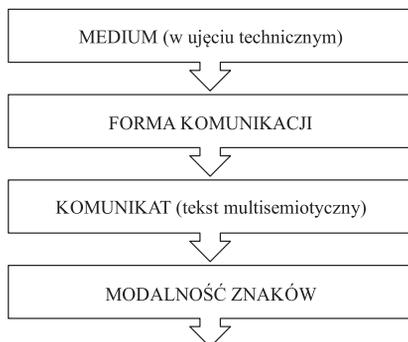 MEDIUM (w ujęciu technicznym)
FORMA KOMUNIKACJI
KOMUNIKAT (tekst multisemiotyczny)
MODALNOŚĆ ZNAKÓW